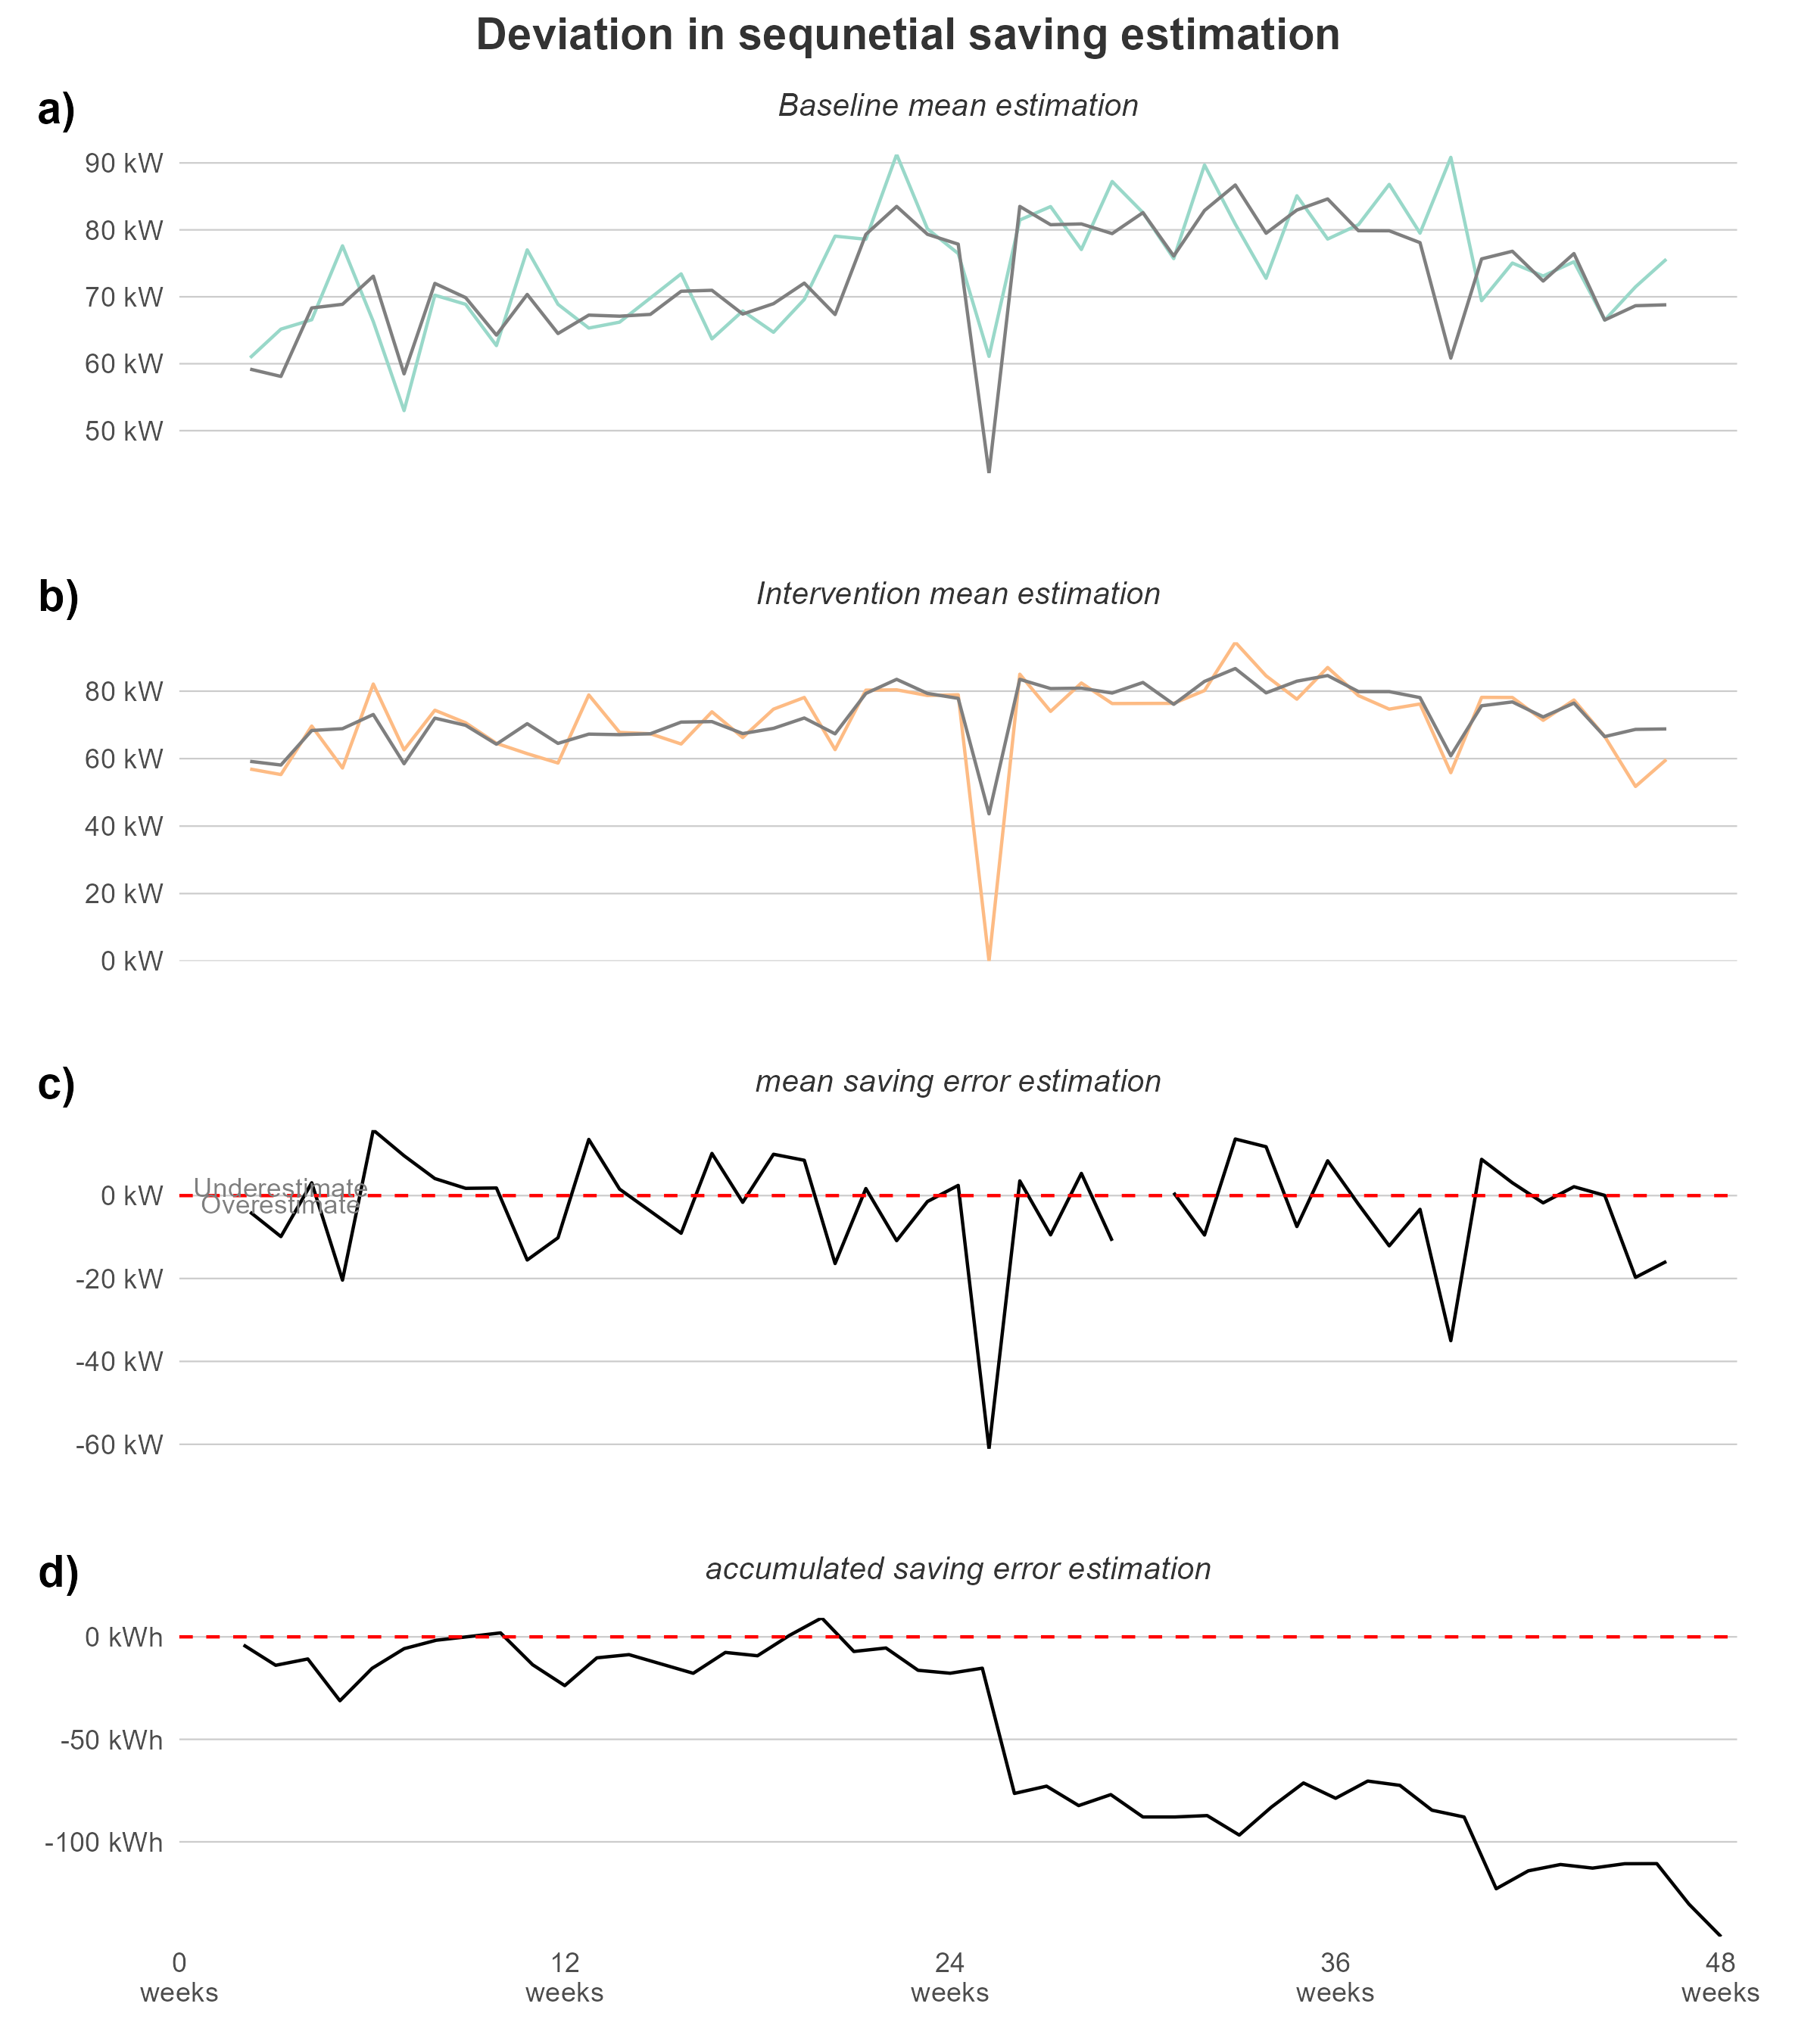 Deviation in sequnetial saving estimation
a)
Baseline mean estimation
90 kW
80 kW
70 kW
60 kW
50 kW
b)
Intervention mean estimation
80 kW
60 kW
40 kW
20 kW
0 kW
c)
mean saving error estimation
Underestimate
0 kW
Overestimate
-20 kW
-40 kW
-60 kW
d)
accumulated saving error estimation
0 kWh
-50 kWh
-100 kWh
0 12 24 36 48
weeks weeks weeks weeks weeks